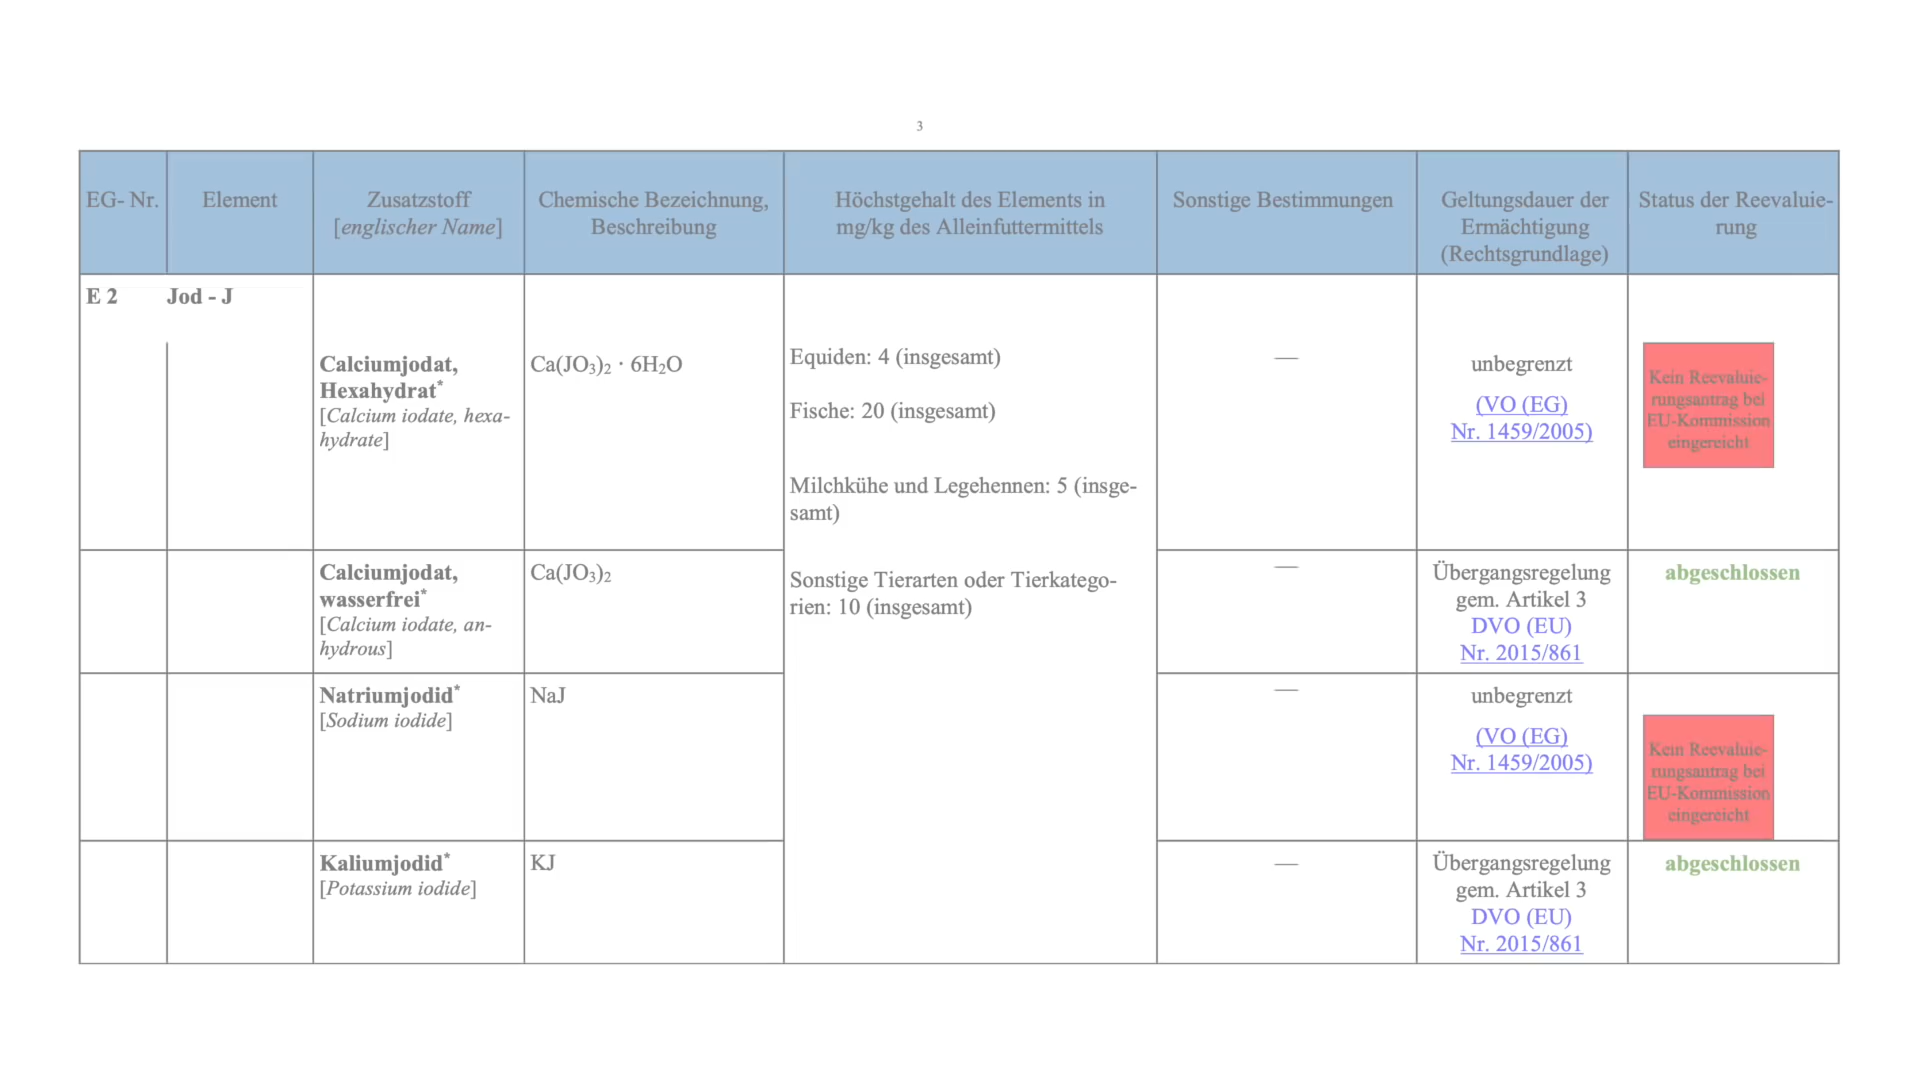 3
EG- Nr.
Element
Zusatzstoff
[englischer Name]
Chemische Bezeichnung,
Beschreibung
Höchstgehalt des Elements in
mg/kg des Alleinfuttermittels
Sonstige Bestimmungen
Geltungsdauer der
Ermächtigung
(Rechtsgrundlage)
Status der Reevaluie-
rung
E 2
Jod - J
Calciumjodat,
Hexahydrat*
[Calcium iodate, hexa-
hydrate]
Ca(JO₃)₂ · 6H₂O
Equiden: 4 (insgesamt)
Fische: 20 (insgesamt)
Milchkühe und Legehennen: 5 (insge-
samt)
Sonstige Tierarten oder Tierkatego-
rien: 10 (insgesamt)
—
unbegrenzt
(VO (EG)
Nr. 1459/2005)
Kein Reevaluie-
rungsantrag bei
EU-Kommission
eingereicht
Calciumjodat,
wasserfrei*
[Calcium iodate, an-
hydrous]
Ca(JO₃)₂
—
Übergangsregelung
gem. Artikel 3
DVO (EU)
Nr. 2015/861
abgeschlossen
Natriumjodid*
[Sodium iodide]
NaJ
—
unbegrenzt
(VO (EG)
Nr. 1459/2005)
Kein Reevaluie-
rungsantrag bei
EU-Kommission
eingereicht
Kaliumjodid*
[Potassium iodide]
KJ
—
Übergangsregelung
gem. Artikel 3
DVO (EU)
Nr. 2015/861
abgeschlossen